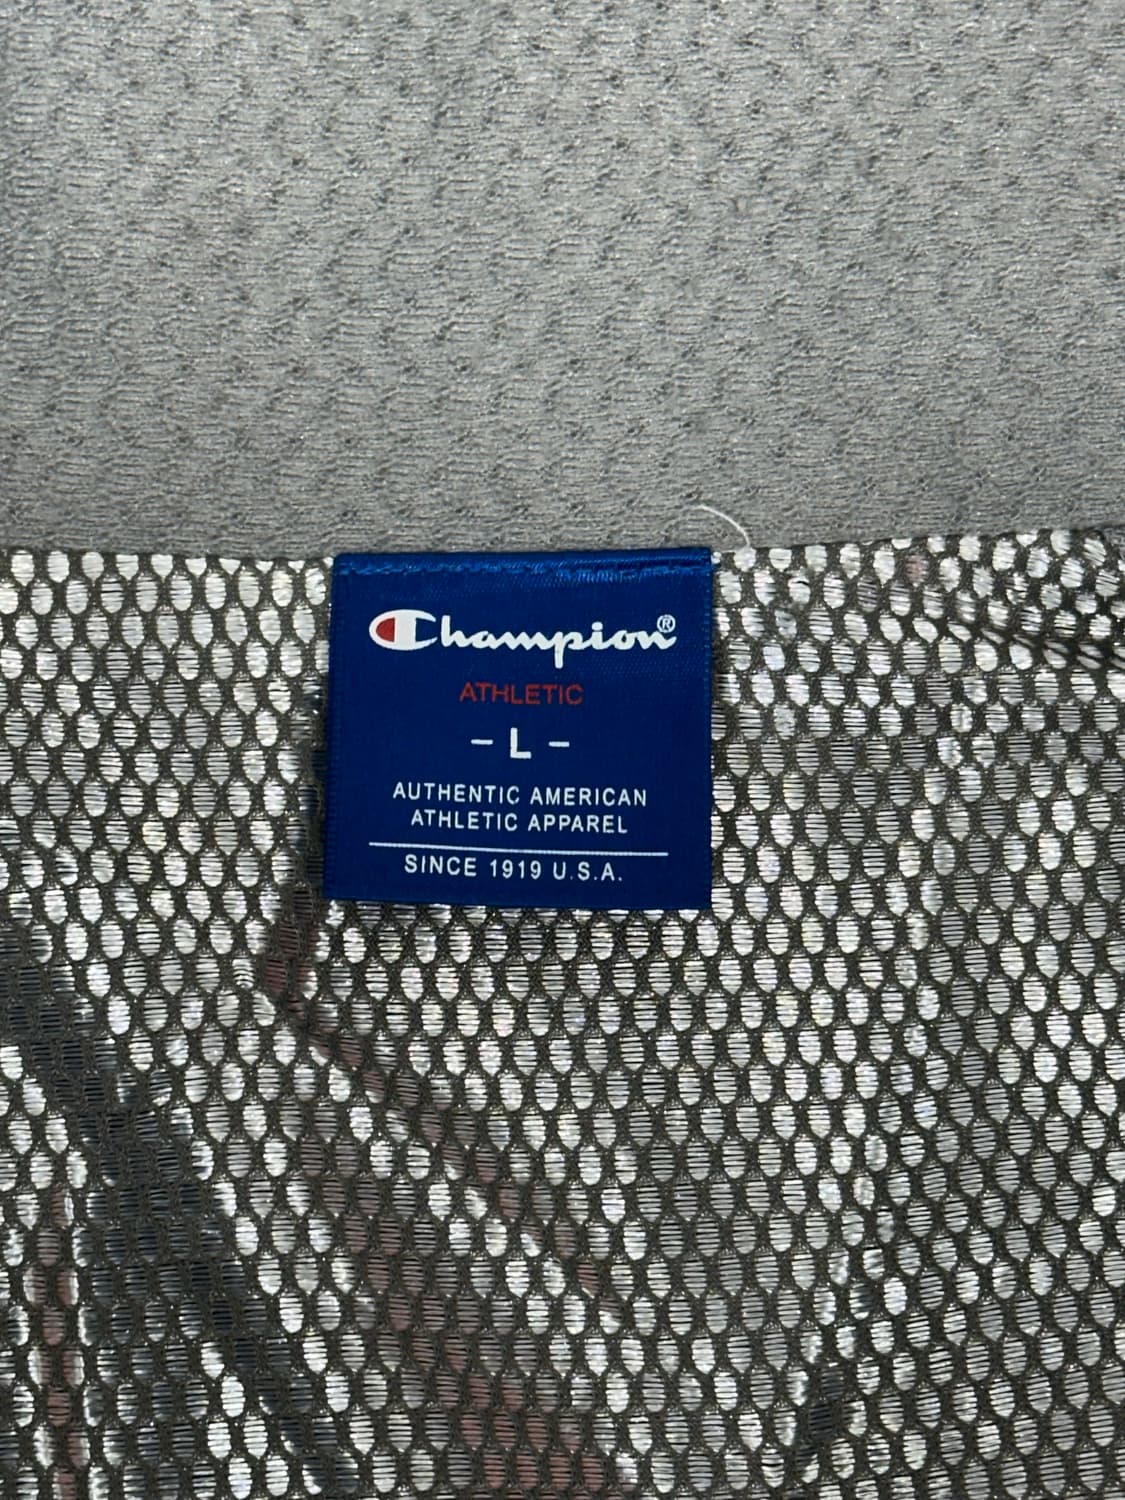 Champion®
ATHLETIC
- L -
AUTHENTIC AMERICAN
ATHLETIC APPAREL
SINCE 1919 U.S.A.